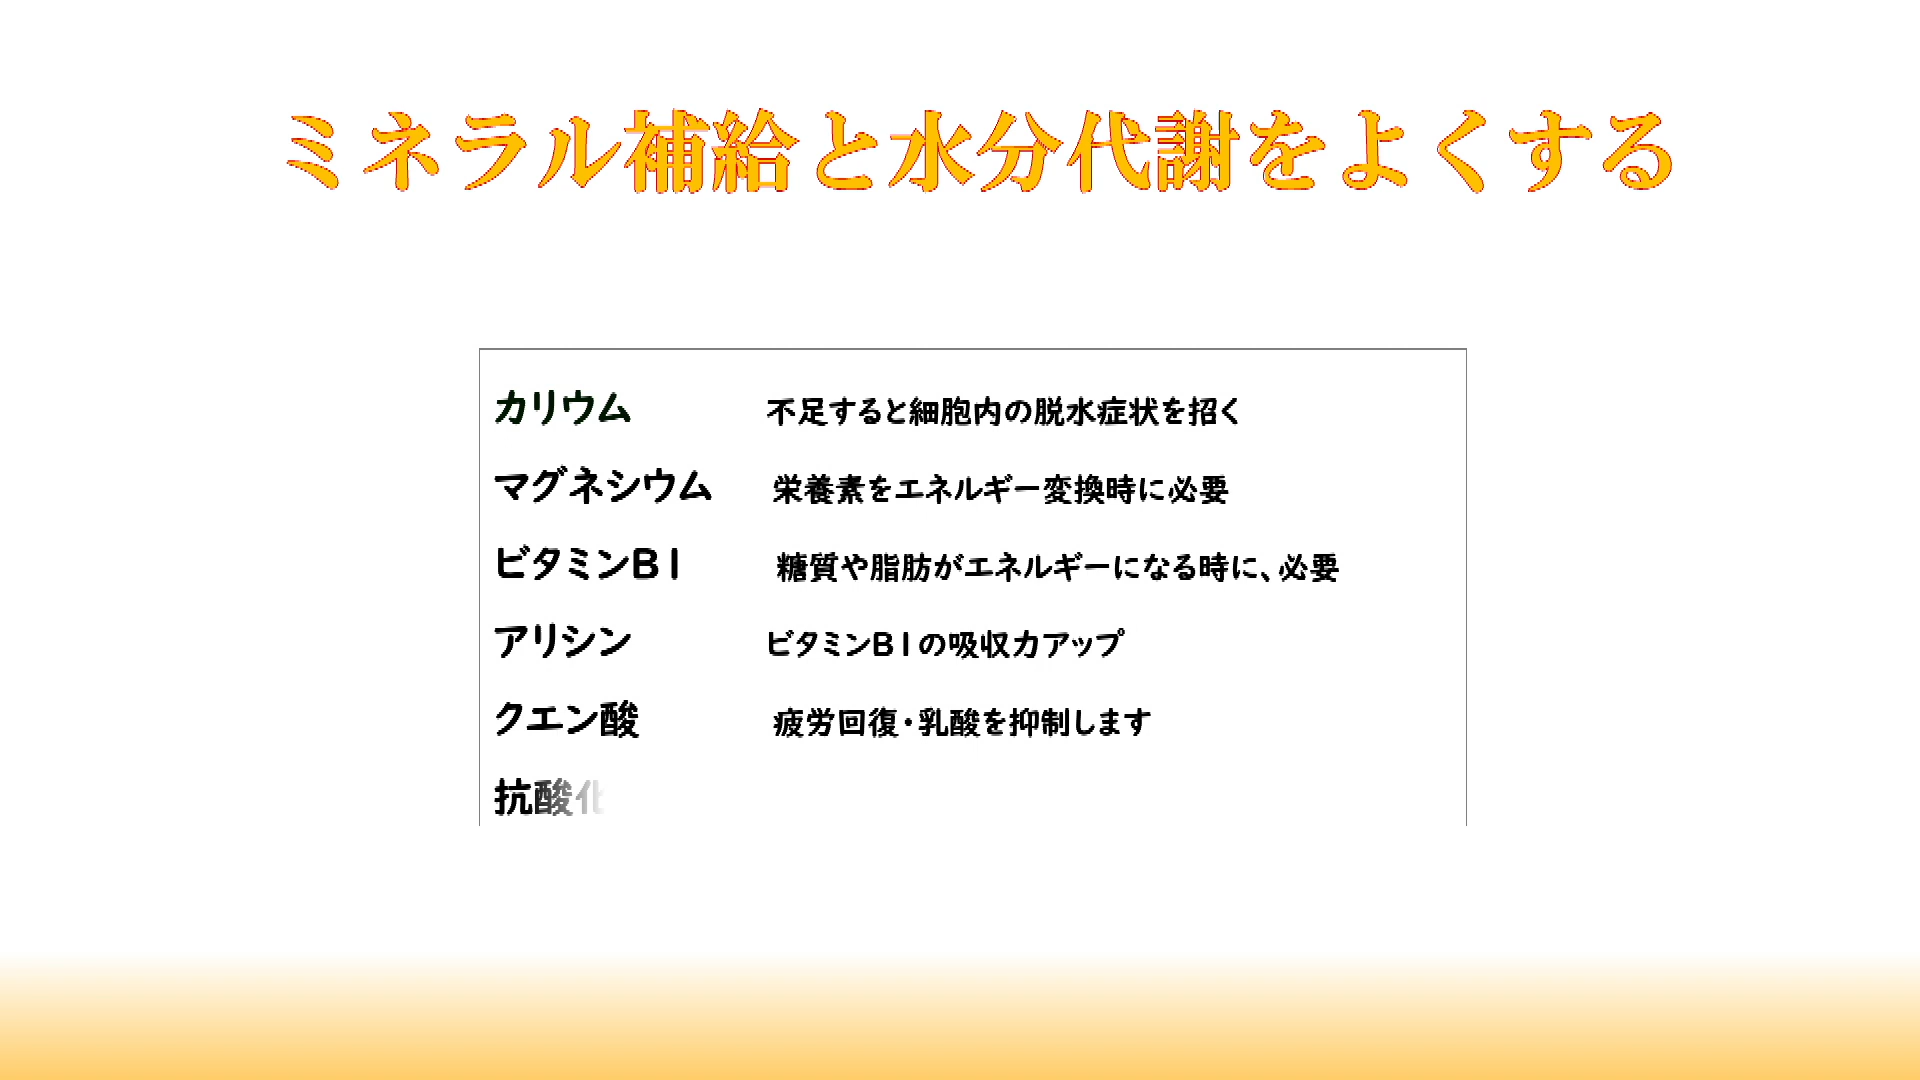 ミネラル補給と水分代謝をよくする
カリウム 不足すると細胞内の脱水症状を招く
マグネシウム 栄養素をエネルギー変換時に必要
ビタミンB1 糖質や脂肪がエネルギーになる時に、必要
アリシン ビタミンB1の吸収力アップ
クエン酸 疲労回復・乳酸を抑制します
抗酸化